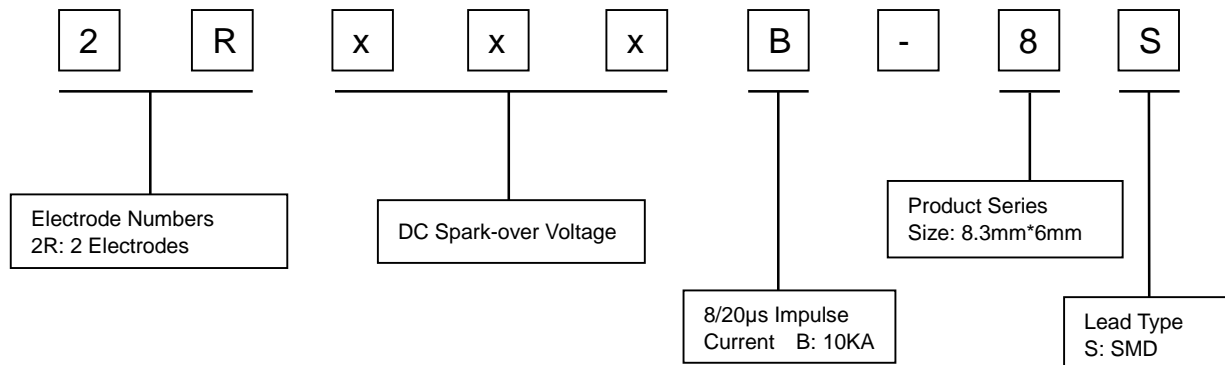 2 R x x x B - 8 S
Electrode Numbers
2R: 2 Electrodes
DC Spark-over Voltage
8/20µs Impulse
Current B: 10KA
Product Series
Size: 8.3mm*6mm
Lead Type
S: SMD